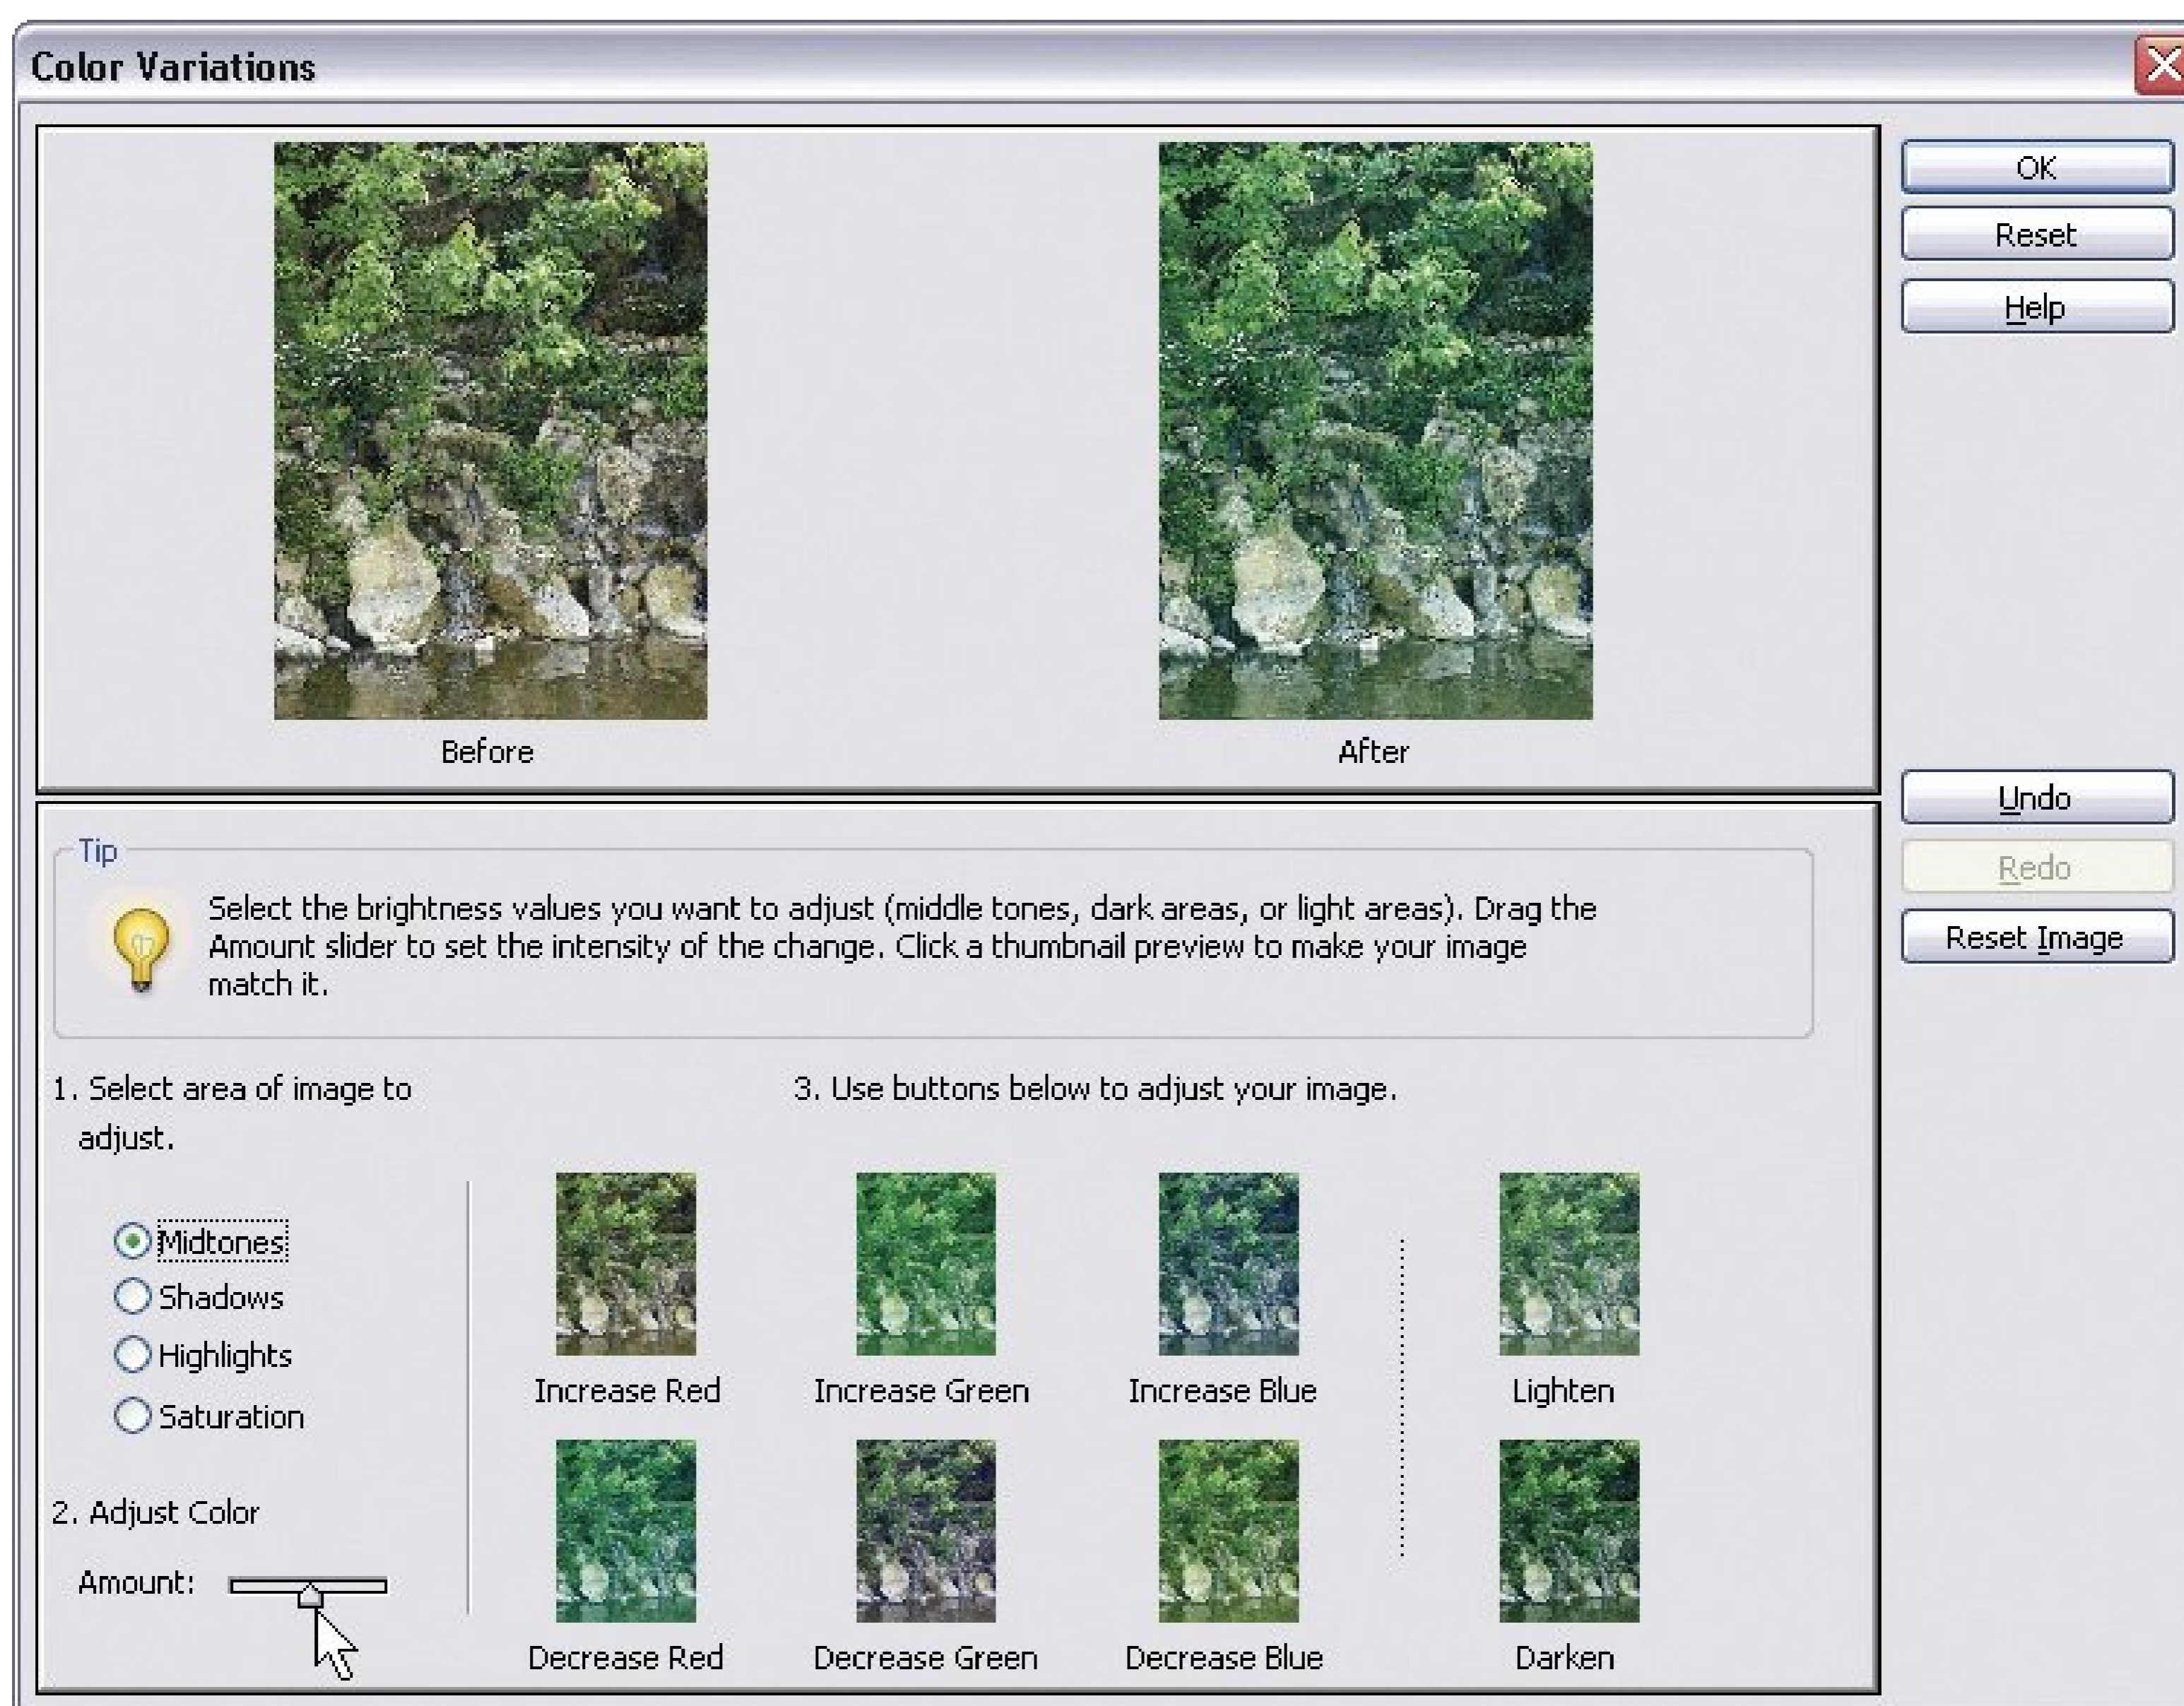 Color Variations
OK
Reset
Help
Before
After
Undo
Redo
Reset Image
Tip
Select the brightness values you want to adjust (middle tones, dark areas, or light areas). Drag the
Amount slider to set the intensity of the change. Click a thumbnail preview to make your image
match it.
1. Select area of image to
adjust.
Midtones
Shadows
Highlights
Saturation
2. Adjust Color
Amount:
3. Use buttons below to adjust your image.
Increase Red
Increase Green
Increase Blue
Lighten
Decrease Red
Decrease Green
Decrease Blue
Darken